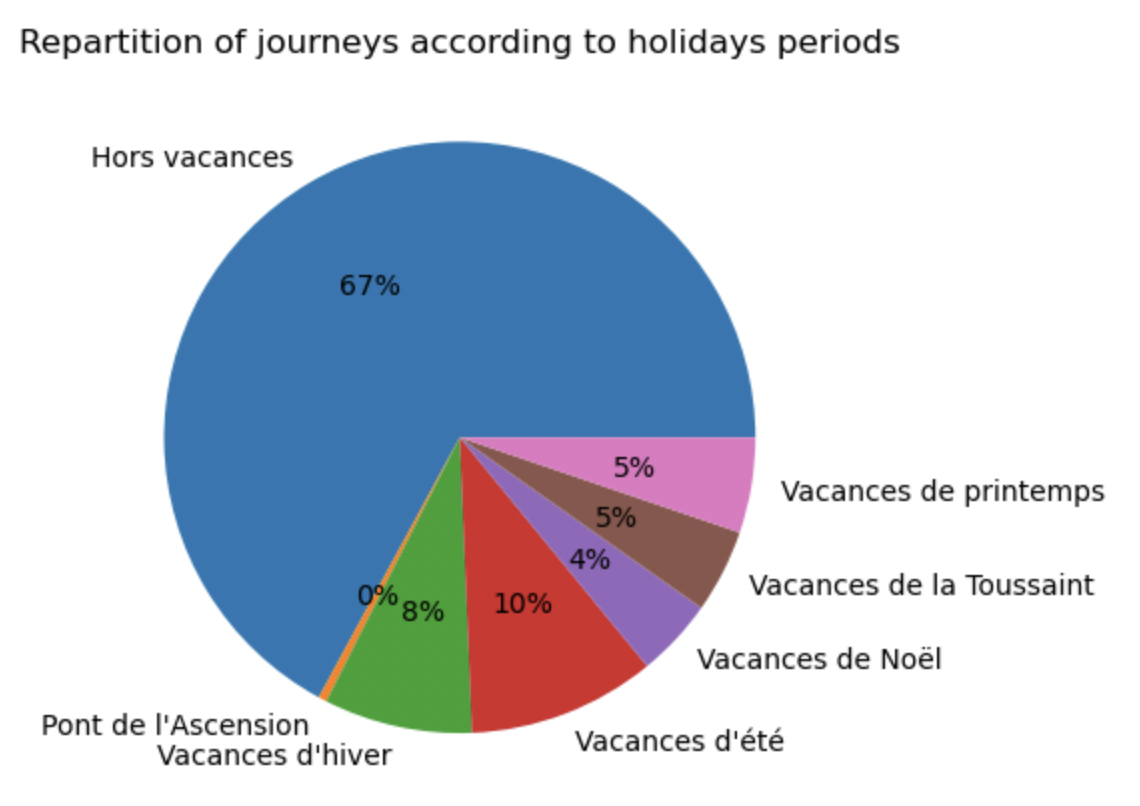 Repartition of journeys according to holidays periods
Hors vacances
67%
5%
Vacances de printemps
5%
Vacances de la Toussaint
4%
Vacances de Noël
10%
Vacances d'été
8%
Vacances d'hiver
0%
Pont de l'Ascension